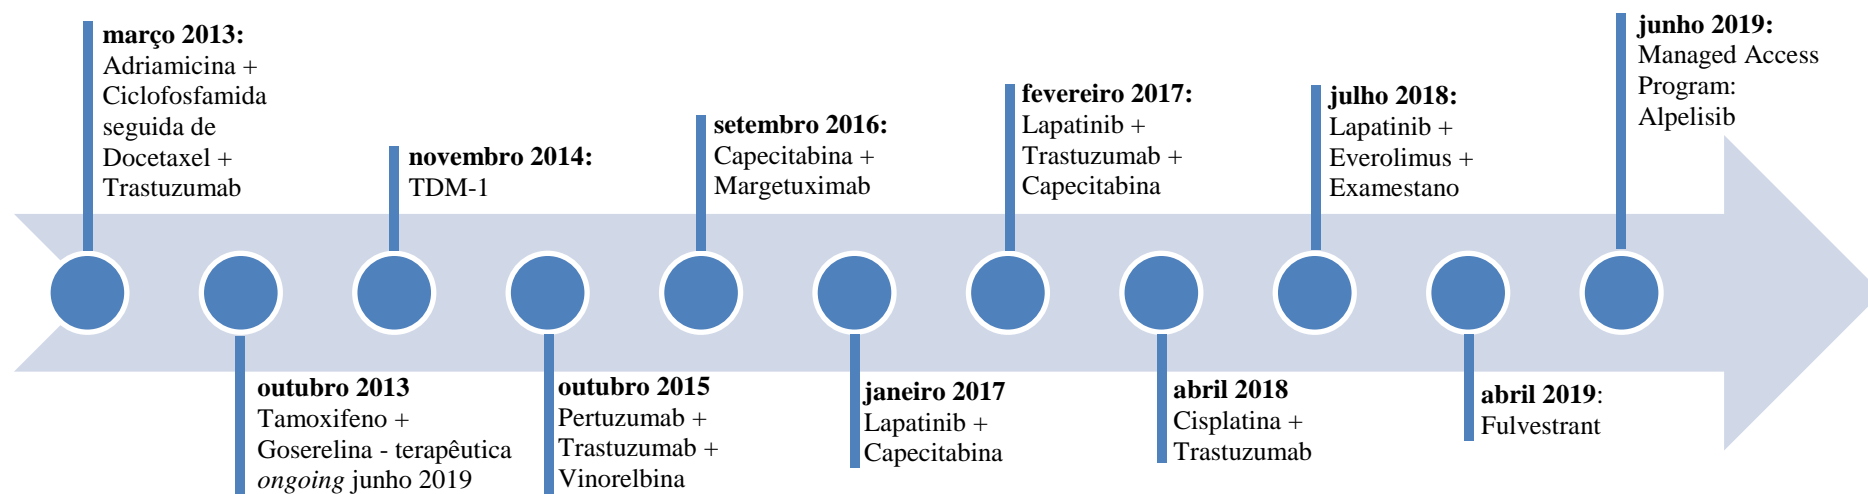 março 2013:
Adriamicina +
Ciclofosfamida
seguida de
Docetaxel +
Trastuzumab
outubro 2013
Tamoxifeno +
Goserelina - terapêutica
ongoing junho 2019
novembro 2014:
TDM-1
outubro 2015
Pertuzumab +
Trastuzumab +
Vinorelbina
setembro 2016:
Capecitabina +
Margetuximab
janeiro 2017
Lapatinib +
Capecitabina
fevereiro 2017:
Lapatinib +
Trastuzumab +
Capecitabina
abril 2018
Cisplatina +
Trastuzumab
julho 2018:
Lapatinib +
Everolimus +
Examestano
abril 2019:
Fulvestrant
junho 2019:
Managed Access
Program:
Alpelisib